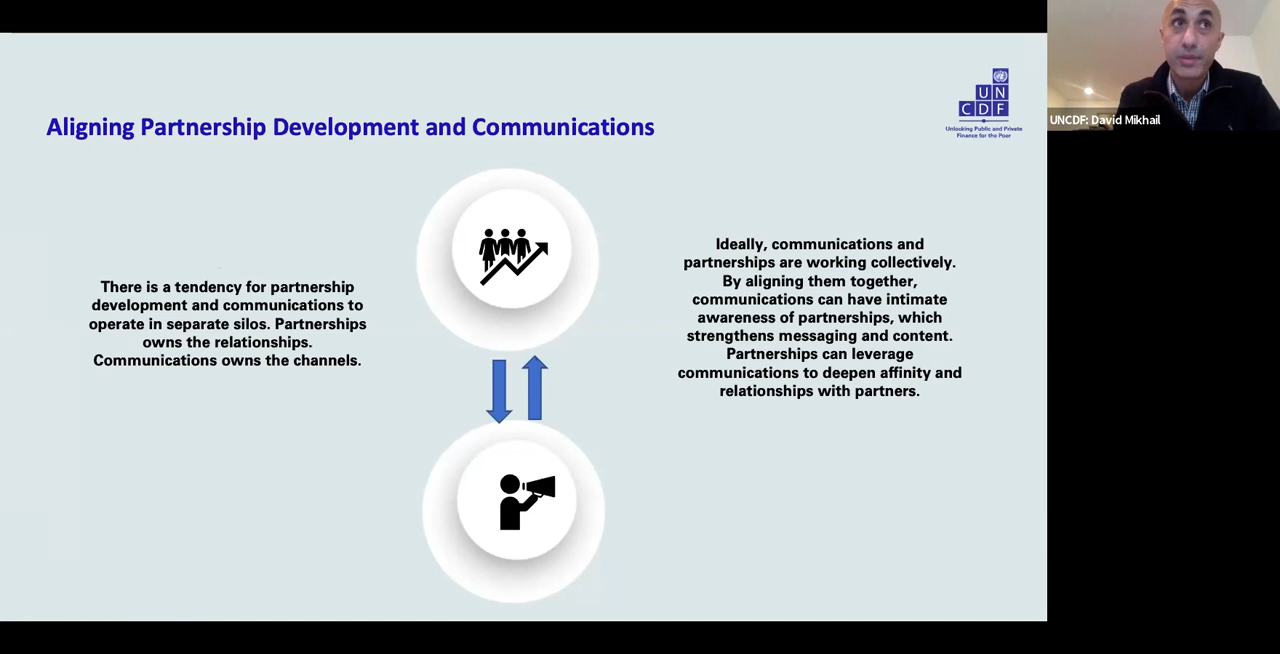 Aligning Partnership Development and Communications
UN
CDF
Unlocking Public and Private
Finance for the Poor
UNCDF: David Mikhail
There is a tendency for partnership
development and communications to
operate in separate silos. Partnerships
owns the relationships.
Communications owns the channels.
Ideally, communications and
partnerships are working collectively.
By aligning them together,
communications can have intimate
awareness of partnerships, which
strengthens messaging and content.
Partnerships can leverage
communications to deepen affinity and
relationships with partners.